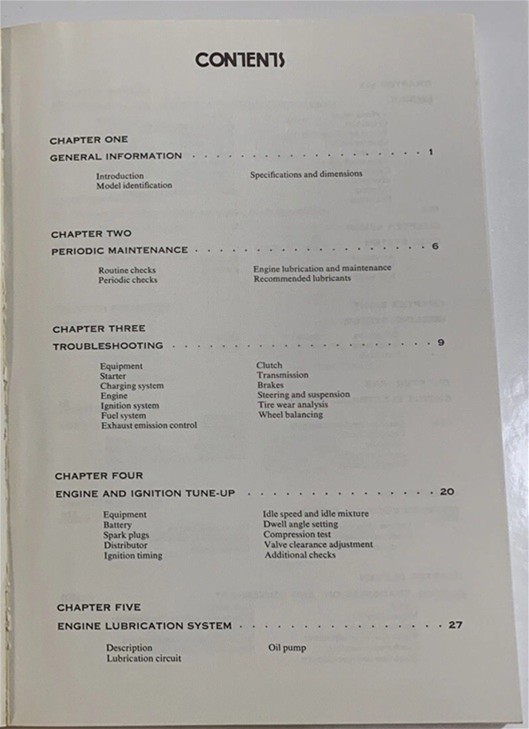 CONTENTS
CHAPTER ONE
GENERAL INFORMATION . . . . . . . . . . . . . . . . . . . . . 1
Introduction
Model identification
Specifications and dimensions
CHAPTER TWO
PERIODIC MAINTENANCE . . . . . . . . . . . . . . . . . . . . . 6
Routine checks
Periodic checks
Engine lubrication and maintenance
Recommended lubricants
CHAPTER THREE
TROUBLESHOOTING . . . . . . . . . . . . . . . . . . . . . . . 9
Equipment
Starter
Charging system
Engine
Ignition system
Fuel system
Exhaust emission control
Clutch
Transmission
Brakes
Steering and suspension
Tire wear analysis
Wheel balancing
CHAPTER FOUR
ENGINE AND IGNITION TUNE-UP . . . . . . . . . . . . . . . 20
Equipment
Battery
Spark plugs
Distributor
Ignition timing
Idle speed and idle mixture
Dwell angle setting
Compression test
Valve clearance adjustment
Additional checks
CHAPTER FIVE
ENGINE LUBRICATION SYSTEM . . . . . . . . . . . . . . . . 27
Description
Lubrication circuit
Oil pump